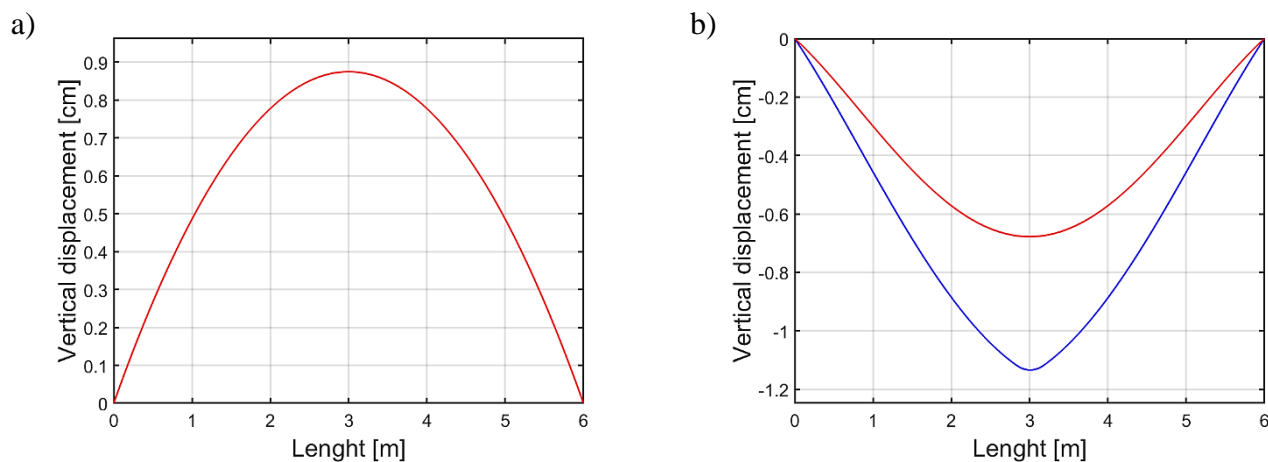 a)
Vertical displacement [cm]
0.9
0.8
0.7
0.6
0.5
0.4
0.3
0.2
0.1
0
0 1 2 3 4 5 6
Lenght [m]
b)
Vertical displacement [cm]
0
-0.2
-0.4
-0.6
-0.8
-1
-1.2
0 1 2 3 4 5 6
Lenght [m]